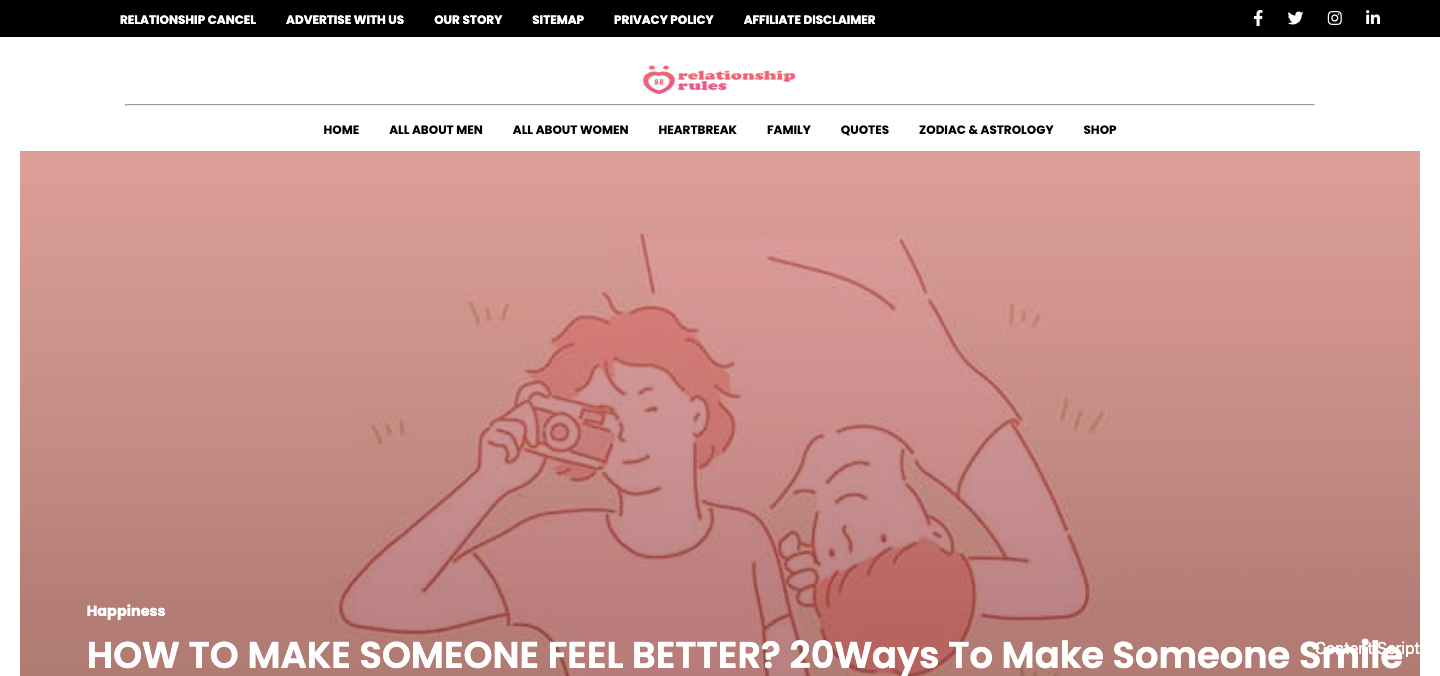 RELATIONSHIP CANCEL ADVERTISE WITH US OUR STORY SITEMAP PRIVACY POLICY AFFILIATE DISCLAIMER
relationship
rules
HOME ALL ABOUT MEN ALL ABOUT WOMEN HEARTBREAK FAMILY QUOTES ZODIAC & ASTROLOGY SHOP
Happiness
HOW TO MAKE SOMEONE FEEL BETTER? 20Ways To Make Someone Smile
Content Script